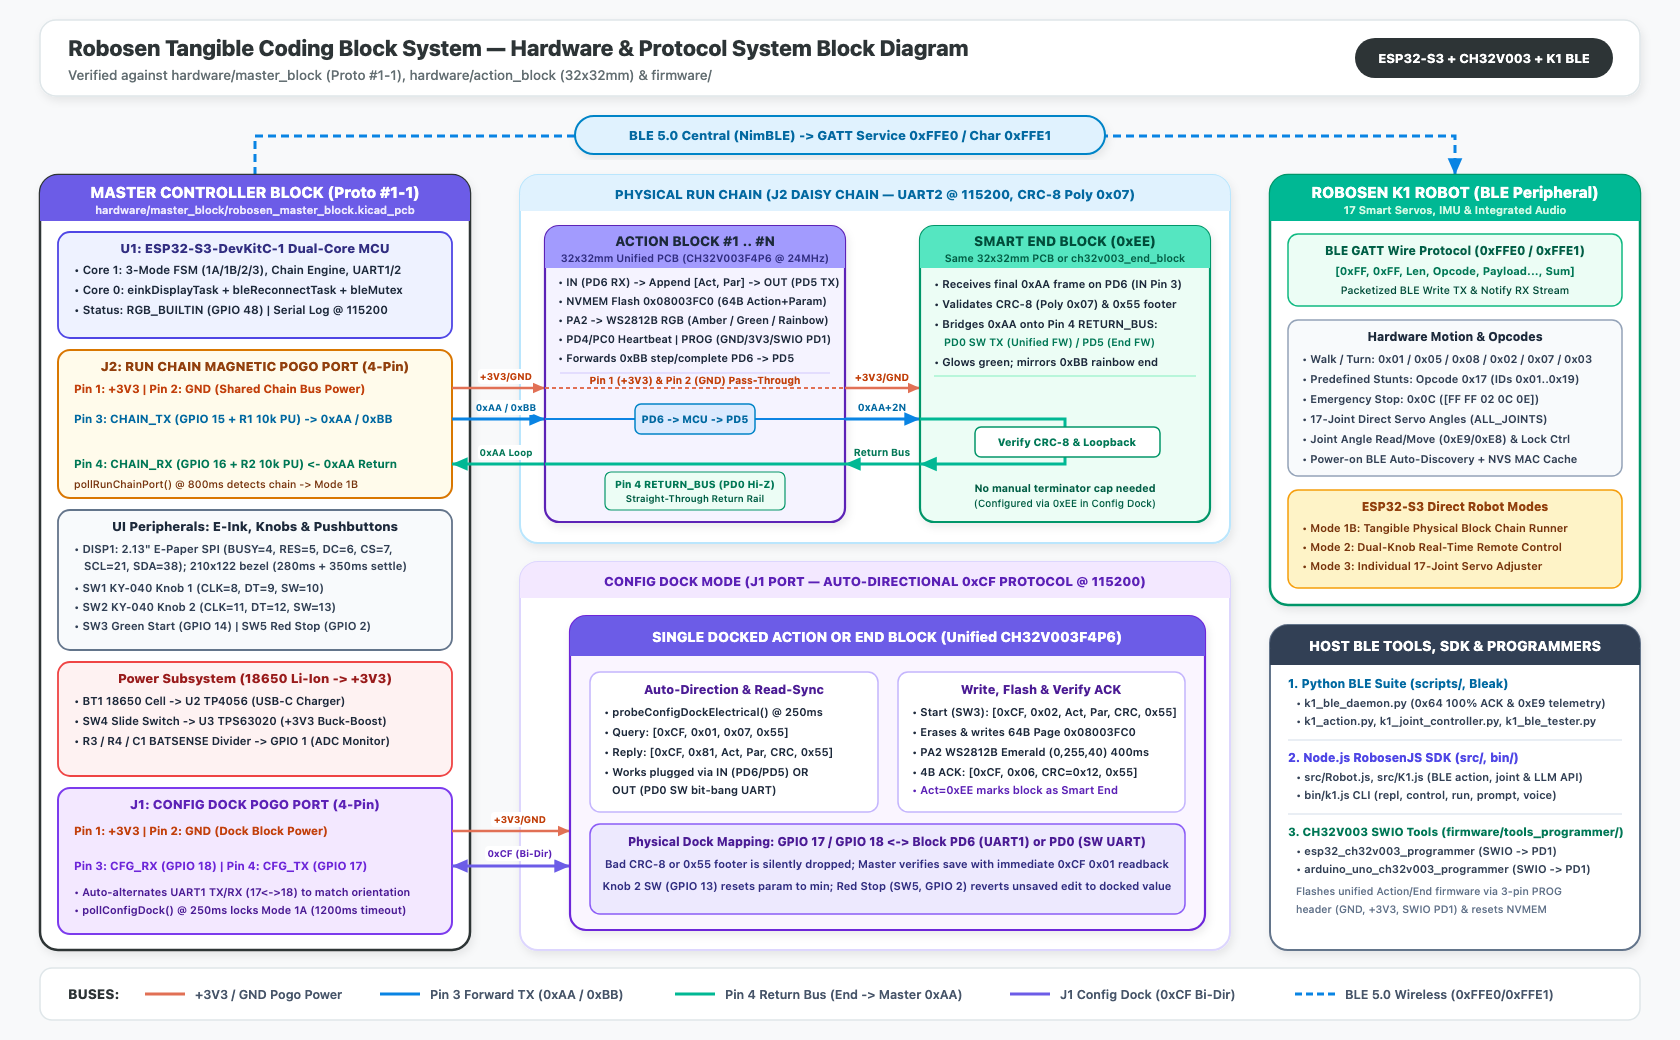 Robosen Tangible Coding Block System — Hardware & Protocol System Block Diagram
Verified against hardware/master_block (Proto #1-1), hardware/action_block (32x32mm) & firmware/
ESP32-S3 + CH32V003 + K1 BLE
BLE 5.0 Central (NimBLE) -> GATT Service 0xFFE0 / Char 0xFFE1
MASTER CONTROLLER BLOCK (Proto #1-1)
hardware/master_block/robosen_master_block.kicad_pcb
U1: ESP32-S3-DevKitC-1 Dual-Core MCU
• Core 1: 3-Mode FSM (1A/1B/2/3), Chain Engine, UART1/2
• Core 0: einkDisplayTask + bleReconnectTask + bleMutex
• Status: RGB_BUILTIN (GPIO 48) | Serial Log @ 115200
J2: RUN CHAIN MAGNETIC POGO PORT (4-Pin)
Pin 1: +3V3 | Pin 2: GND (Shared Chain Bus Power)
Pin 3: CHAIN_TX (GPIO 15 + R1 10k PU) -> 0xAA / 0xBB
Pin 4: CHAIN_RX (GPIO 16 + R2 10k PU) <- 0xAA Return
pollRunChainPort() @ 800ms detects chain -> Mode 1B
UI Peripherals: E-Ink, Knobs & Pushbuttons
• DISP1: 2.13" E-Paper SPI (BUSY=4, RES=5, DC=6, CS=7,
SCL=21, SDA=38); 210x122 bezel (280ms + 350ms settle)
• SW1 KY-040 Knob 1 (CLK=8, DT=9, SW=10)
• SW2 KY-040 Knob 2 (CLK=11, DT=12, SW=13)
• SW3 Green Start (GPIO 14) | SW5 Red Stop (GPIO 2)
Power Subsystem (18650 Li-Ion -> +3V3)
• BT1 18650 Cell -> U2 TP4056 (USB-C Charger)
• SW4 Slide Switch -> U3 TPS63020 (+3V3 Buck-Boost)
• R3 / R4 / C1 BATSENSE Divider -> GPIO 1 (ADC Monitor)
J1: CONFIG DOCK POGO PORT (4-Pin)
Pin 1: +3V3 | Pin 2: GND (Dock Block Power)
Pin 3: CFG_RX (GPIO 18) | Pin 4: CFG_TX (GPIO 17)
• Auto-alternates UART1 TX/RX (17<->18) to match orientation
• pollConfigDock() @ 250ms locks Mode 1A (1200ms timeout)
+3V3/GND
0xAA / 0xBB
0xAA Loop
+3V3/GND
0xCF (Bi-Dir)
PHYSICAL RUN CHAIN (J2 DAISY CHAIN — UART2 @ 115200, CRC-8 Poly 0x07)
ACTION BLOCK #1 .. #N
32x32mm Unified PCB (CH32V003F4P6 @ 24MHz)
• IN (PD6 RX) -> Append [Act, Par] -> OUT (PD5 TX)
• NVMEM Flash 0x08003FC0 (64B Action+Param)
• PA2 -> WS2812B RGB (Amber / Green / Rainbow)
• PD4/PC0 Heartbeat | PROG (GND/3V3/SWIO PD1)
• Forwards 0xBB step/complete PD6 -> PD5
Pin 1 (+3V3) & Pin 2 (GND) Pass-Through
PD6 -> MCU -> PD5
Pin 4 RETURN_BUS (PD0 Hi-Z)
Straight-Through Return Rail
+3V3/GND
0xAA+2N
Return Bus
SMART END BLOCK (0xEE)
Same 32x32mm PCB or ch32v003_end_block
• Receives final 0xAA frame on PD6 (IN Pin 3)
• Validates CRC-8 (Poly 0x07) & 0x55 footer
• Bridges 0xAA onto Pin 4 RETURN_BUS:
PD0 SW TX (Unified FW) / PD5 (End FW)
• Glows green; mirrors 0xBB rainbow end
Verify CRC-8 & Loopback
No manual terminator cap needed
(Configured via 0xEE in Config Dock)
CONFIG DOCK MODE (J1 PORT — AUTO-DIRECTIONAL 0xCF PROTOCOL @ 115200)
SINGLE DOCKED ACTION OR END BLOCK (Unified CH32V003F4P6)
Auto-Direction & Read-Sync
• probeConfigDockElectrical() @ 250ms
• Query: [0xCF, 0x01, 0x07, 0x55]
• Reply: [0xCF, 0x81, Act, Par, CRC, 0x55]
• Works plugged via IN (PD6/PD5) OR
OUT (PD0 SW bit-bang UART)
Write, Flash & Verify ACK
• Start (SW3): [0xCF, 0x02, Act, Par, CRC, 0x55]
• Erases & writes 64B Page 0x08003FC0
• PA2 WS2812B Emerald (0,255,40) 400ms
• 4B ACK: [0xCF, 0x06, CRC=0x12, 0x55]
• Act=0xEE marks block as Smart End
Physical Dock Mapping: GPIO 17 / GPIO 18 <-> Block PD6 (UART1) or PD0 (SW UART)
Bad CRC-8 or 0x55 footer is silently dropped; Master verifies save with immediate 0xCF 0x01 readback
Knob 2 SW (GPIO 13) resets param to min; Red Stop (SW5, GPIO 2) reverts unsaved edit to docked value
ROBOSEN K1 ROBOT (BLE Peripheral)
17 Smart Servos, IMU & Integrated Audio
BLE GATT Wire Protocol (0xFFE0 / 0xFFE1)
[0xFF, 0xFF, Len, Opcode, Payload..., Sum]
Packetized BLE Write TX & Notify RX Stream
Hardware Motion & Opcodes
• Walk / Turn: 0x01 / 0x05 / 0x08 / 0x02 / 0x07 / 0x03
• Predefined Stunts: Opcode 0x17 (IDs 0x01..0x19)
• Emergency Stop: 0x0C ([FF FF 02 0C 0E])
• 17-Joint Direct Servo Angles (ALL_JOINTS)
• Joint Angle Read/Move (0xE9/0xE8) & Lock Ctrl
• Power-on BLE Auto-Discovery + NVS MAC Cache
ESP32-S3 Direct Robot Modes
• Mode 1B: Tangible Physical Block Chain Runner
• Mode 2: Dual-Knob Real-Time Remote Control
• Mode 3: Individual 17-Joint Servo Adjuster
HOST BLE TOOLS, SDK & PROGRAMMERS
1. Python BLE Suite (scripts/, Bleak)
• k1_ble_daemon.py (0x64 100% ACK & 0xE9 telemetry)
• k1_action.py, k1_joint_controller.py, k1_ble_tester.py
2. Node.js RobosenJS SDK (src/, bin/)
• src/Robot.js, src/K1.js (BLE action, joint & LLM API)
• bin/k1.js CLI (repl, control, run, prompt, voice)
3. CH32V003 SWIO Tools (firmware/tools_programmer/)
• esp32_ch32v003_programmer (SWIO -> PD1)
• arduino_uno_ch32v003_programmer (SWIO -> PD1)
Flashes unified Action/End firmware via 3-pin PROG
header (GND, +3V3, SWIO PD1) & resets NVMEM
BUSES:
+3V3 / GND Pogo Power
Pin 3 Forward TX (0xAA / 0xBB)
Pin 4 Return Bus (End -> Master 0xAA)
J1 Config Dock (0xCF Bi-Dir)
BLE 5.0 Wireless (0xFFE0/0xFFE1)